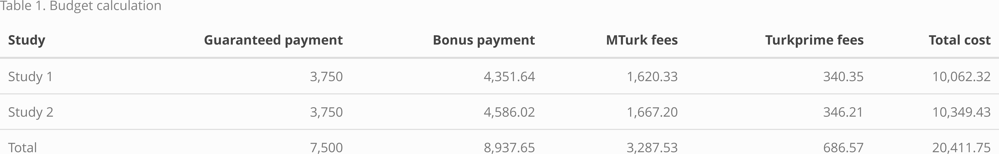 Table 1. Budget calculation
Study Guaranteed payment Bonus payment MTurk fees Turkprime fees Total cost
Study 1 3,750 4,351.64 1,620.33 340.35 10,062.32
Study 2 3,750 4,586.02 1,667.20 346.21 10,349.43
Total 7,500 8,937.65 3,287.53 686.57 20,411.75